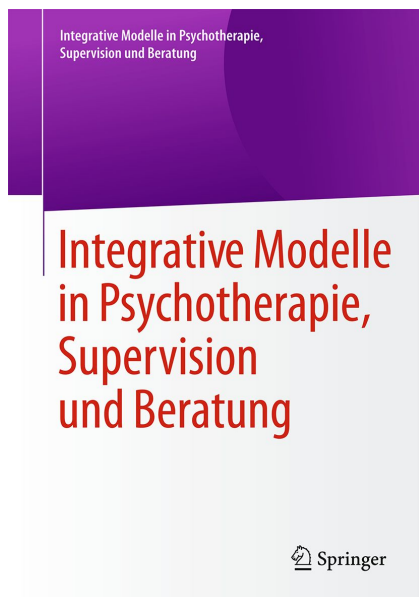 Integrative Modelle in Psychotherapie,
Supervision und Beratung
Integrative Modelle
in Psychotherapie,
Supervision
und Beratung
Springer